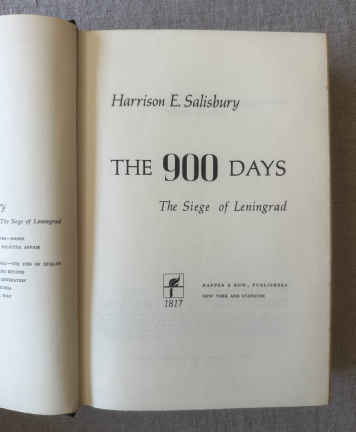 The Siege of Leningrad
Harrison E. Salisbury
THE 900 DAYS
The Siege of Leningrad
1817
HARPER & ROW, PUBLISHERS
NEW YORK AND EVANSTON